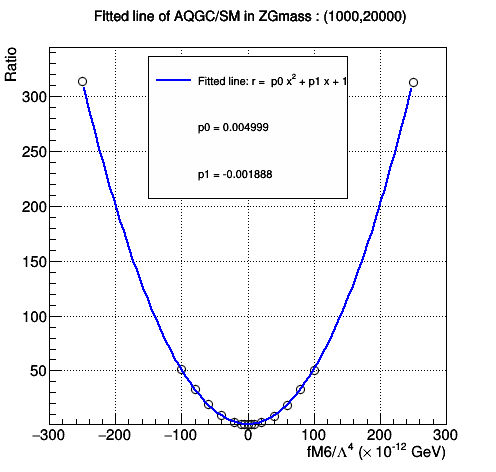 FItted line of AQGC/SM in ZGmass : (1000,20000)
Ratio
Fitted line: r = p0 x² + p1 x + 1
p0 = 0.004999
p1 = -0.001888
300
250
200
150
100
50
−300 −200 −100 0 100 200 300
fM6/Λ⁴ (× 10⁻¹² GeV)